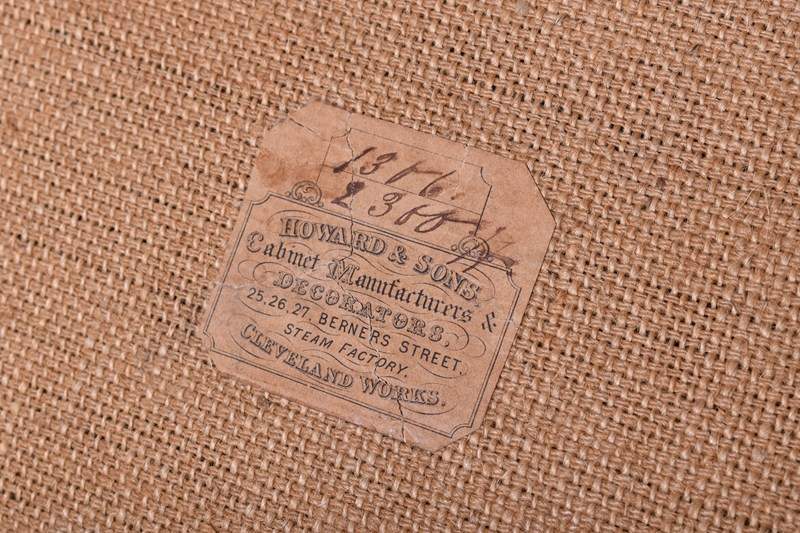 HOWARD & SONS.
Cabinet Manufacturers &
DECORATORS,
25, 26, 27, BERNERS STREET.
STEAM FACTORY.
CLEVELAND WORKS.